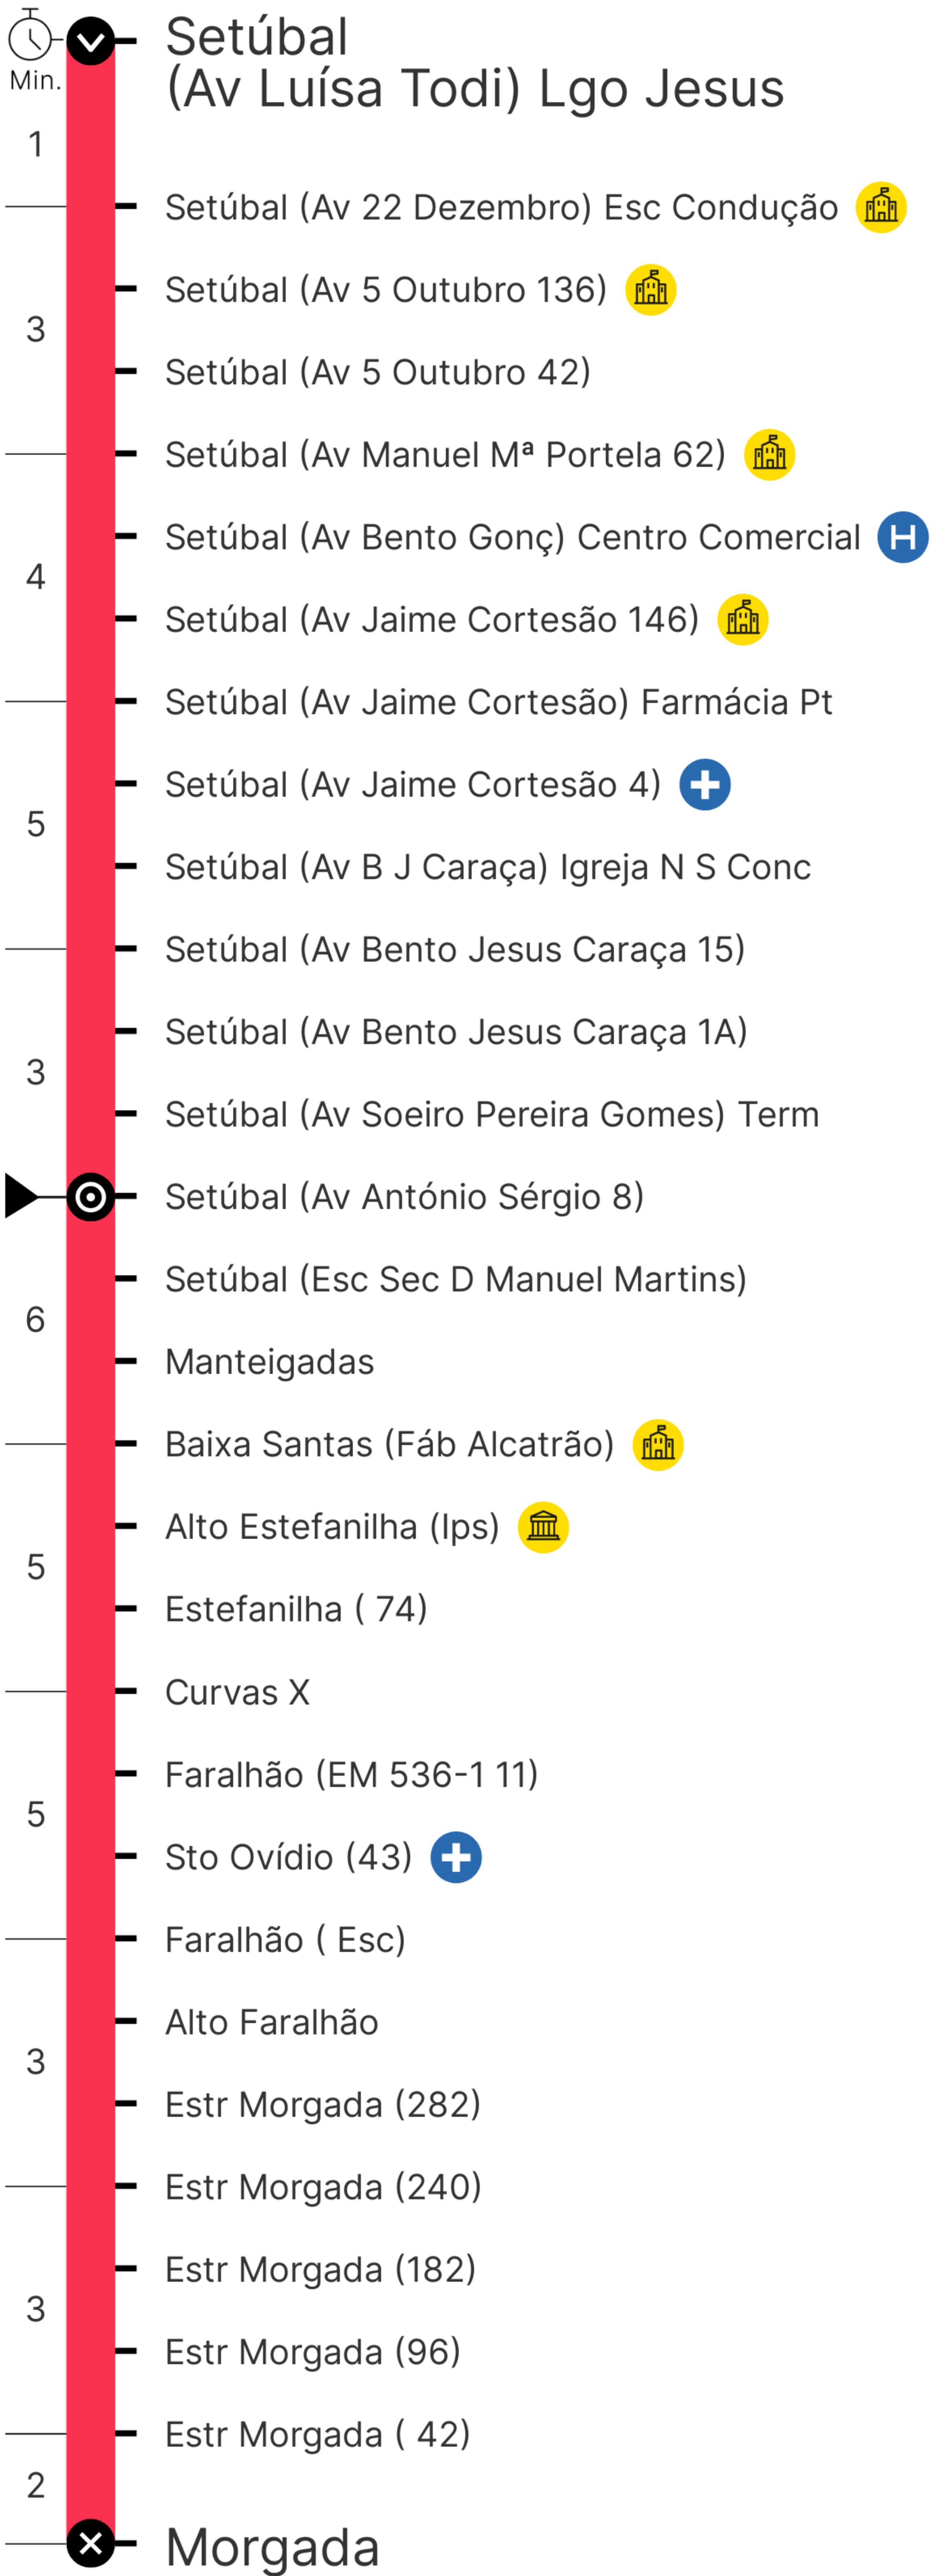 Setúbal
(Av Luísa Todi) Lgo Jesus
Min.
1
Setúbal (Av 22 Dezembro) Esc Condução
Setúbal (Av 5 Outubro 136)
3
Setúbal (Av 5 Outubro 42)
Setúbal (Av Manuel Mª Portela 62)
Setúbal (Av Bento Gonç) Centro Comercial H
4
Setúbal (Av Jaime Cortesão 146)
Setúbal (Av Jaime Cortesão) Farmácia Pt
Setúbal (Av Jaime Cortesão 4)
5
Setúbal (Av B J Caraça) Igreja N S Conc
Setúbal (Av Bento Jesus Caraça 15)
Setúbal (Av Bento Jesus Caraça 1A)
3
Setúbal (Av Soeiro Pereira Gomes) Term
Setúbal (Av António Sérgio 8)
Setúbal (Esc Sec D Manuel Martins)
6
Manteigadas
Baixa Santas (Fáb Alcatrão)
Alto Estefanilha (Ips)
5
Estefanilha ( 74)
Curvas X
Faralhão (EM 536-1 11)
5
Sto Ovídio (43)
Faralhão ( Esc)
Alto Faralhão
3
Estr Morgada (282)
Estr Morgada (240)
Estr Morgada (182)
3
Estr Morgada (96)
Estr Morgada ( 42)
2
Morgada